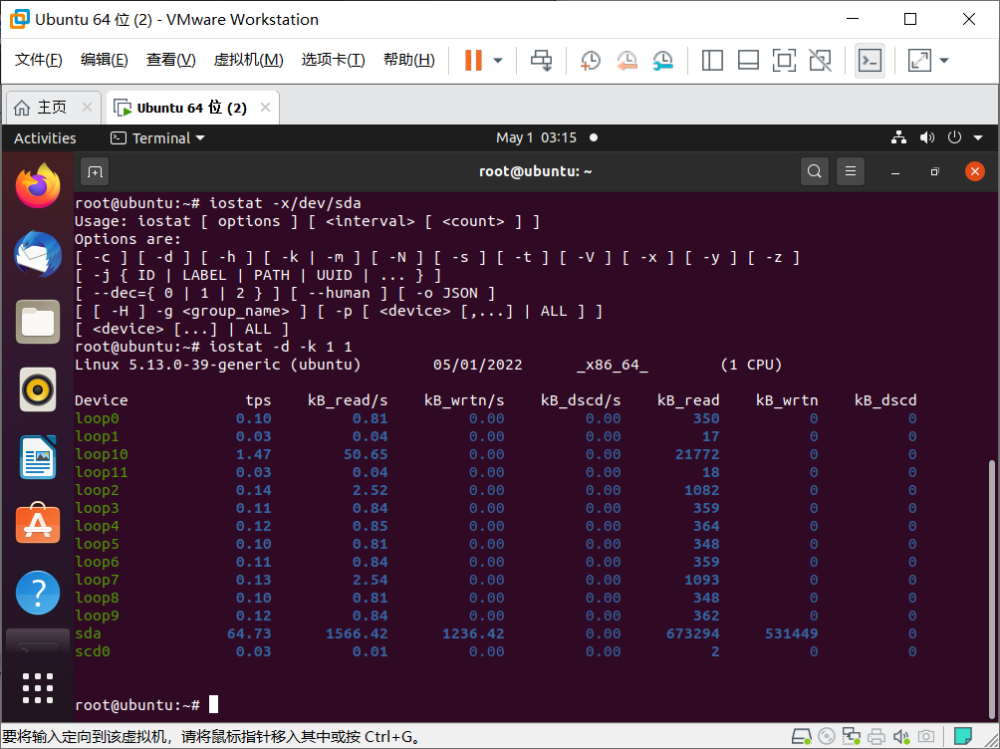 Ubuntu 64 位 (2) - VMware Workstation
文件(F) 编辑(E) 查看(V) 虚拟机(M) 选项卡(T) 帮助(H)
主页 Ubuntu 64 位 (2)
Activities Terminal May 1 03:15
root@ubuntu: ~
root@ubuntu:~# iostat -x/dev/sda
Usage: iostat [ options ] [ <interval> [ <count> ] ]
Options are:
[ -c ] [ -d ] [ -h ] [ -k | -m ] [ -N ] [ -s ] [ -t ] [ -V ] [ -x ] [ -y ] [ -z ]
[ -j { ID | LABEL | PATH | UUID | ... } ]
[ --dec={ 0 | 1 | 2 } ] [ --human ] [ -o JSON ]
[ [ -H ] -g <group_name> ] [ -p [ <device> [,...] | ALL ] ]
[ <device> [...] | ALL ]
root@ubuntu:~# iostat -d -k 1 1
Linux 5.13.0-39-generic (ubuntu) 05/01/2022 _x86_64_ (1 CPU)
Device tps kB_read/s kB_wrtn/s kB_dscd/s kB_read kB_wrtn kB_dscd
loop0 0.10 0.81 0.00 0.00 350 0 0
loop1 0.03 0.04 0.00 0.00 17 0 0
loop10 1.47 50.65 0.00 0.00 21772 0 0
loop11 0.03 0.04 0.00 0.00 18 0 0
loop2 0.14 2.52 0.00 0.00 1082 0 0
loop3 0.11 0.84 0.00 0.00 359 0 0
loop4 0.12 0.85 0.00 0.00 364 0 0
loop5 0.10 0.81 0.00 0.00 348 0 0
loop6 0.11 0.84 0.00 0.00 359 0 0
loop7 0.13 2.54 0.00 0.00 1093 0 0
loop8 0.10 0.81 0.00 0.00 348 0 0
loop9 0.12 0.84 0.00 0.00 362 0 0
sda 64.73 1566.42 1236.42 0.00 673294 531449 0
scd0 0.03 0.01 0.00 0.00 2 0 0
root@ubuntu:~#
要将输入定向到该虚拟机，请将鼠标指针移入其中或按 Ctrl+G。